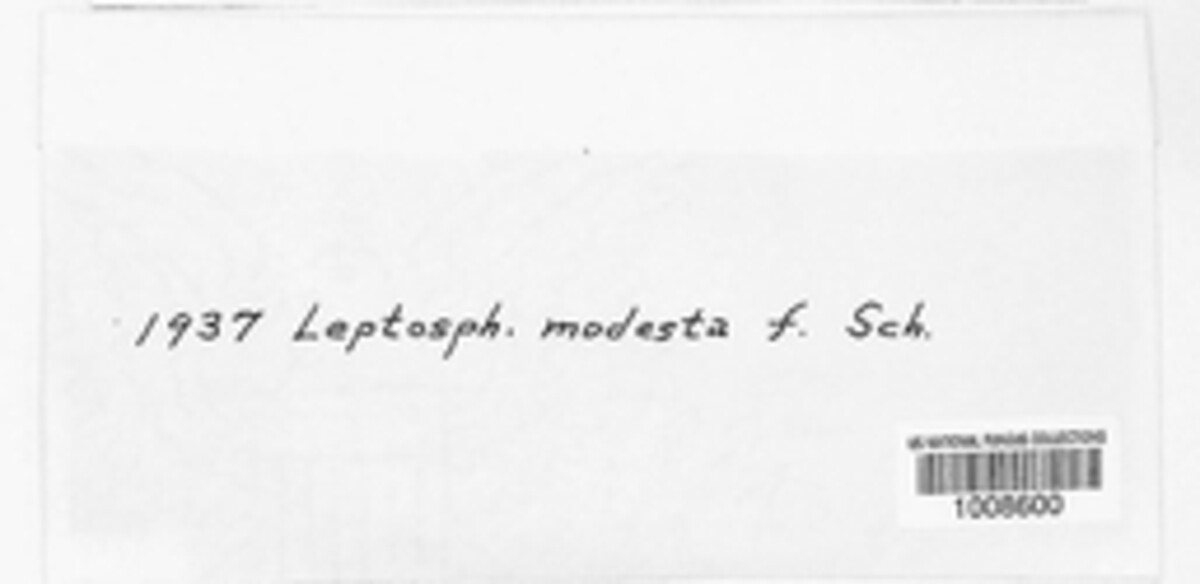 1937 Leptosph. modesta f. Sch.
US NATIONAL FUNGUS COLLECTIONS
1008600